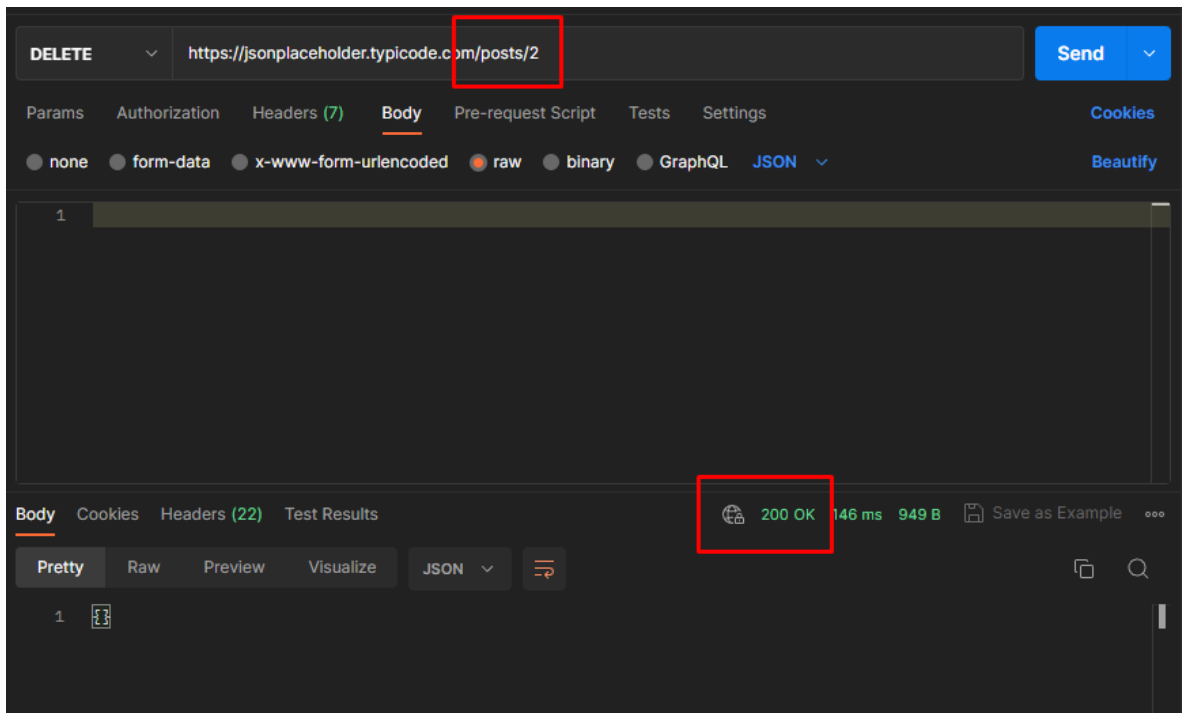 DELETE https://jsonplaceholder.typicode.com/posts/2 Send
Params Authorization Headers (7) Body Pre-request Script Tests Settings Cookies
none form-data x-www-form-urlencoded raw binary GraphQL JSON Beautify
1
Body Cookies Headers (22) Test Results 200 OK 146 ms 949 B Save as Example
Pretty Raw Preview Visualize JSON
1 {}